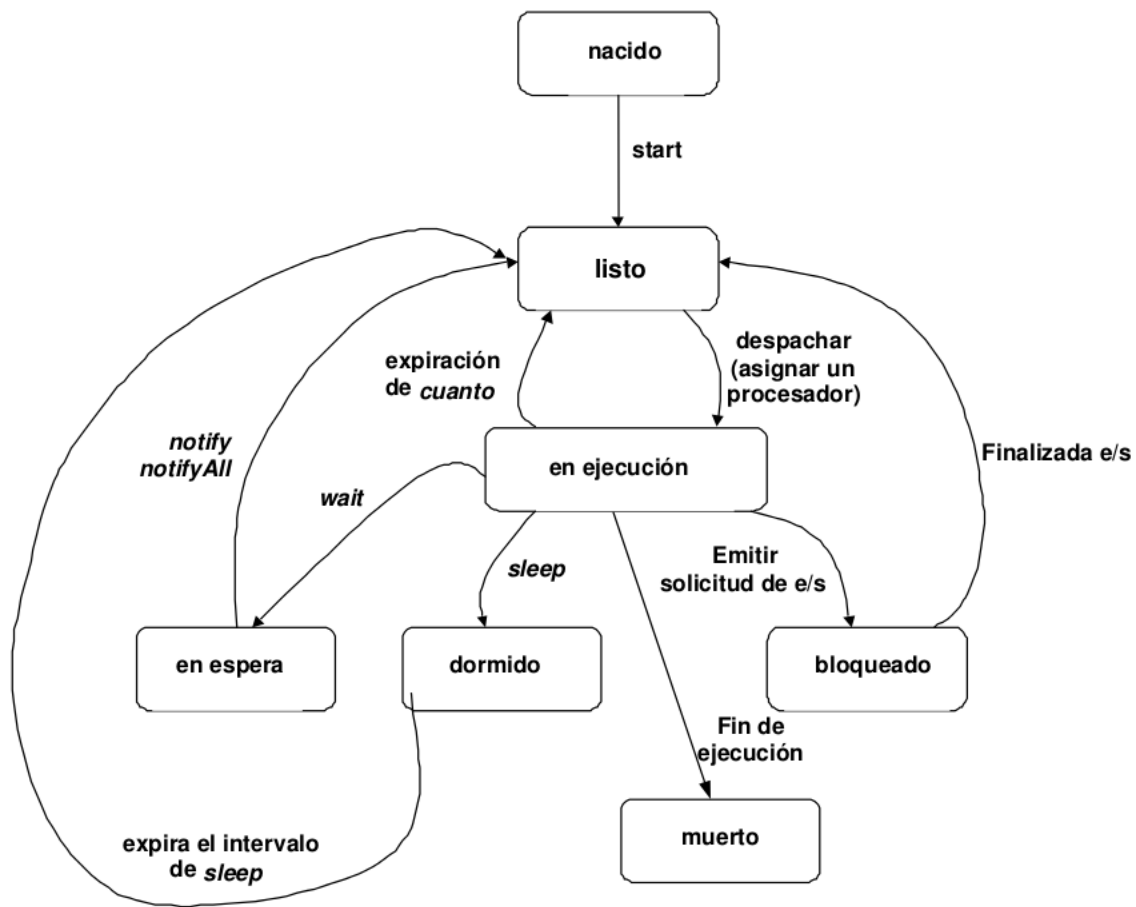 nacido
start
listo
despachar
(asignar un
procesador)
expiración
de cuanto
notify
notifyAll
Finalizada e/s
en ejecución
wait
sleep
Emitir
solicitud de e/s
en espera
dormido
bloqueado
Fin de
ejecución
muerto
expira el intervalo
de sleep